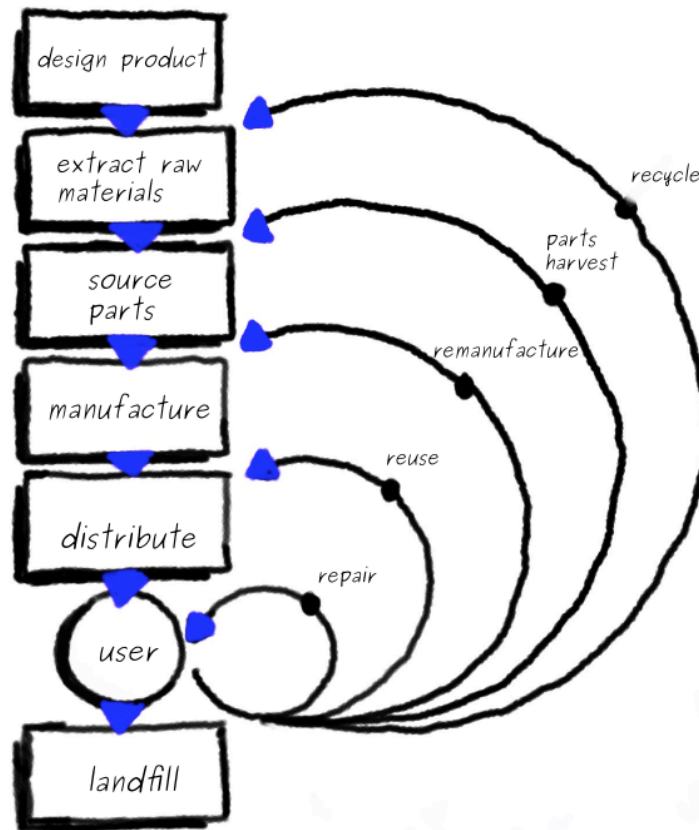 design product
extract raw
materials
recycle
parts
harvest
source
parts
remanufacture
manufacture
reuse
distribute
repair
user
landfill